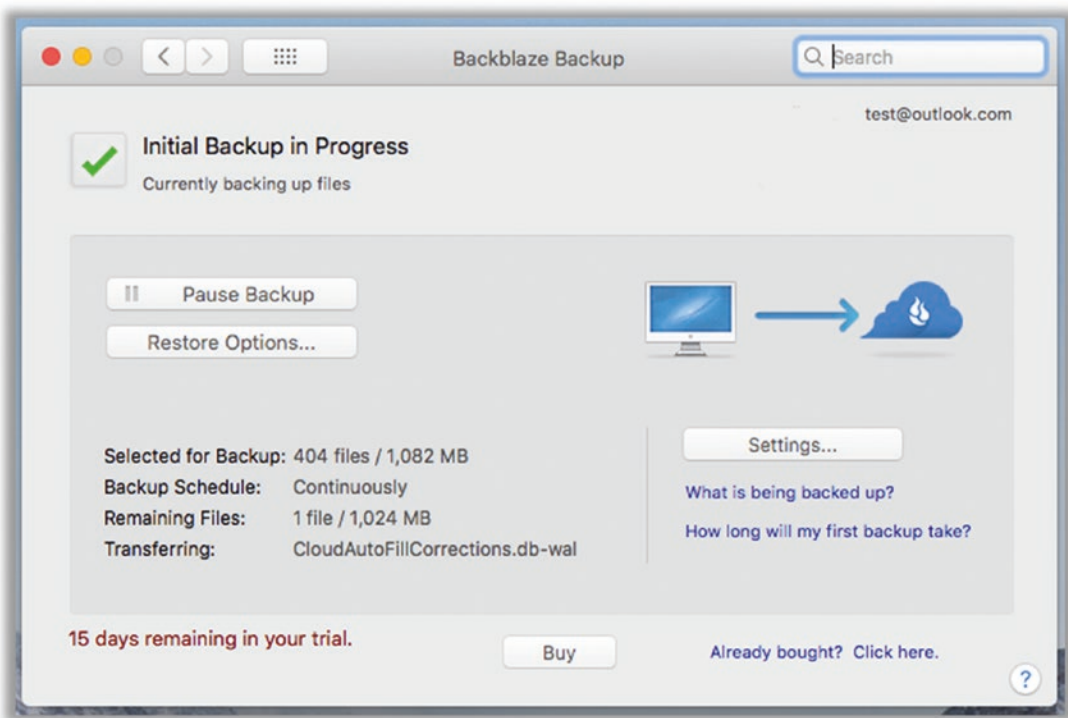 Backblaze Backup
Search
test@outlook.com
Initial Backup in Progress
Currently backing up files
Pause Backup
Restore Options...
Selected for Backup: 404 files / 1,082 MB
Backup Schedule: Continuously
Remaining Files: 1 file / 1,024 MB
Transferring: CloudAutoFillCorrections.db-wal
Settings...
What is being backed up?
How long will my first backup take?
15 days remaining in your trial.
Buy
Already bought? Click here.
?